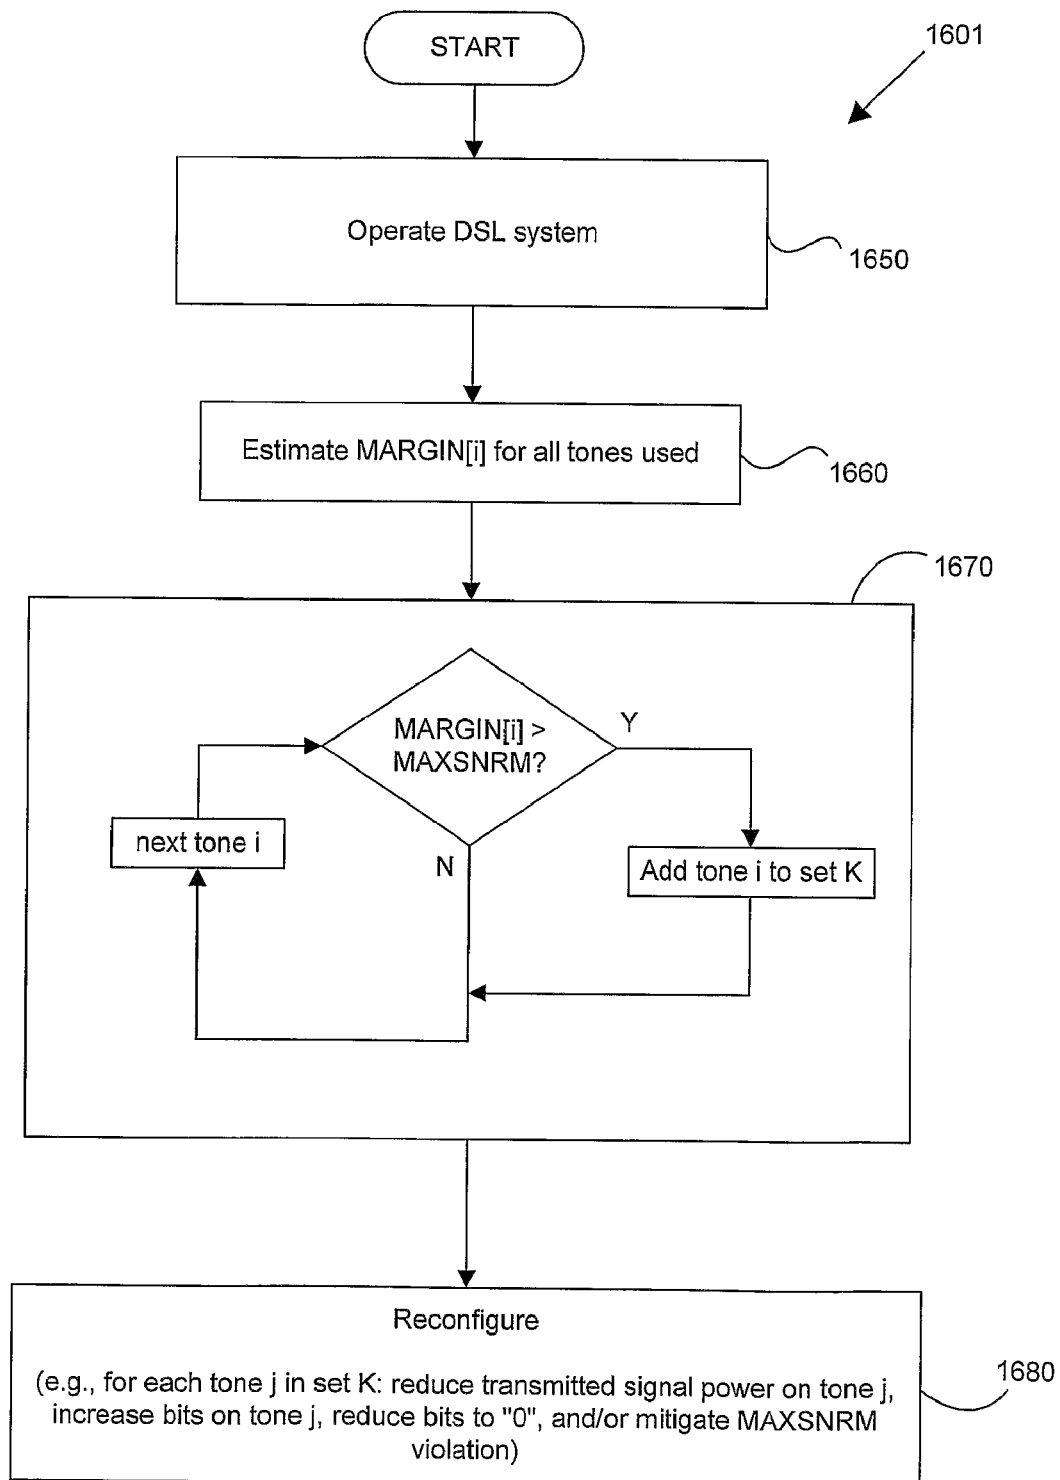 START
1601
Operate DSL system
1650
Estimate MARGIN[i] for all tones used
1660
1670
MARGIN[i] >
MAXSNRM?
Y
next tone i
N
Add tone i to set K
Reconfigure
(e.g., for each tone j in set K: reduce transmitted signal power on tone j,
increase bits on tone j, reduce bits to "0", and/or mitigate MAXSNRM
violation)
1680